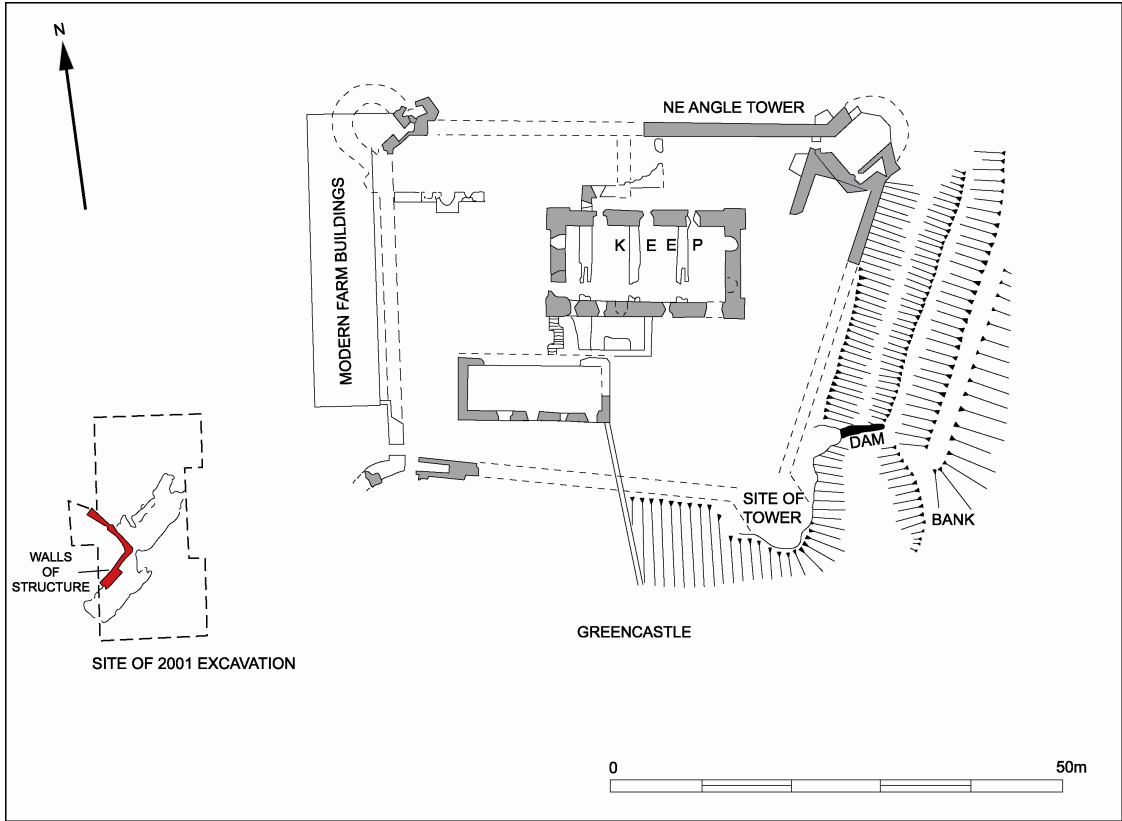 N
NE ANGLE TOWER
MODERN FARM BUILDINGS
K E E P
DAM
SITE OF
TOWER
BANK
WALLS
OF
STRUCTURE
GREENCASTLE
SITE OF 2001 EXCAVATION
0 50m